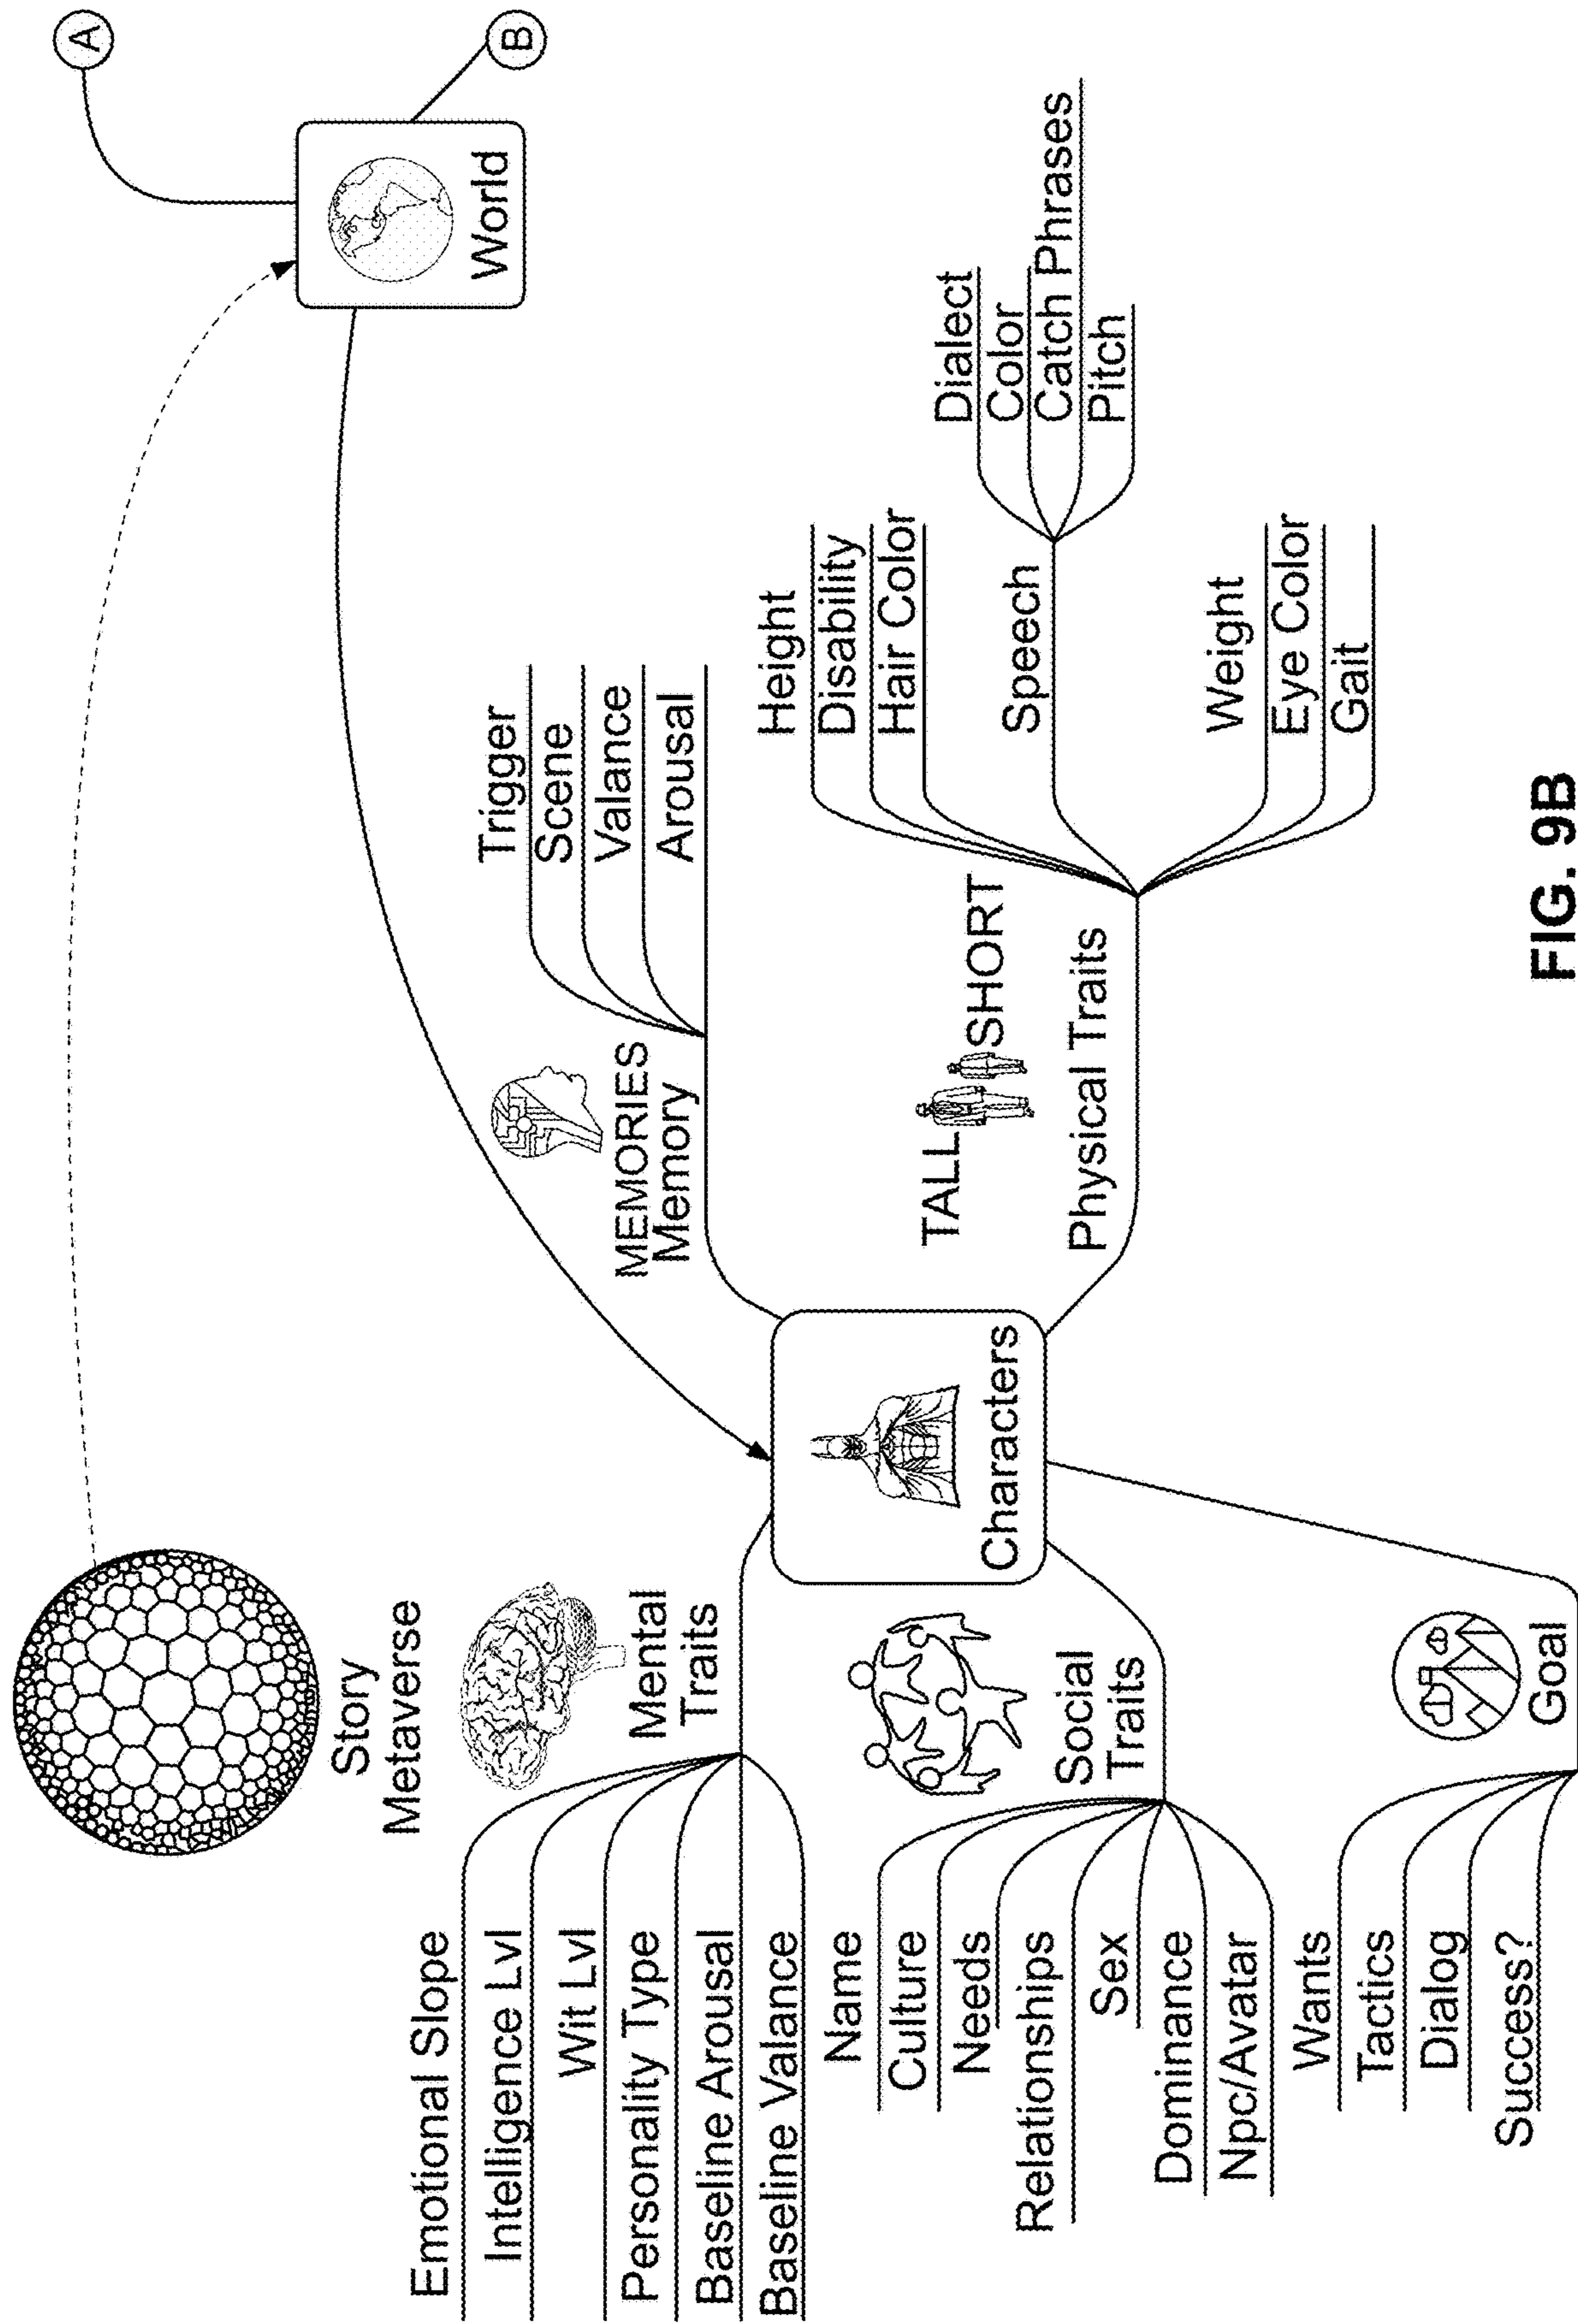 A
B
World
Story
Metaverse
Emotional Slope
Intelligence Lvl
Wit Lvl
Personality Type
Baseline Arousal
Baseline Valance
Mental
Traits
Name
Culture
Needs
Relationships
Sex
Dominance
Npc/Avatar
Social
Traits
Wants
Tactics
Dialog
Success?
Goal
Characters
MEMORIES
Memory
Trigger
Scene
Valance
Arousal
TALL
SHORT
Physical Traits
Height
Disability
Hair Color
Speech
Dialect
Color
Catch Phrases
Pitch
Weight
Eye Color
Gait
FIG. 9B